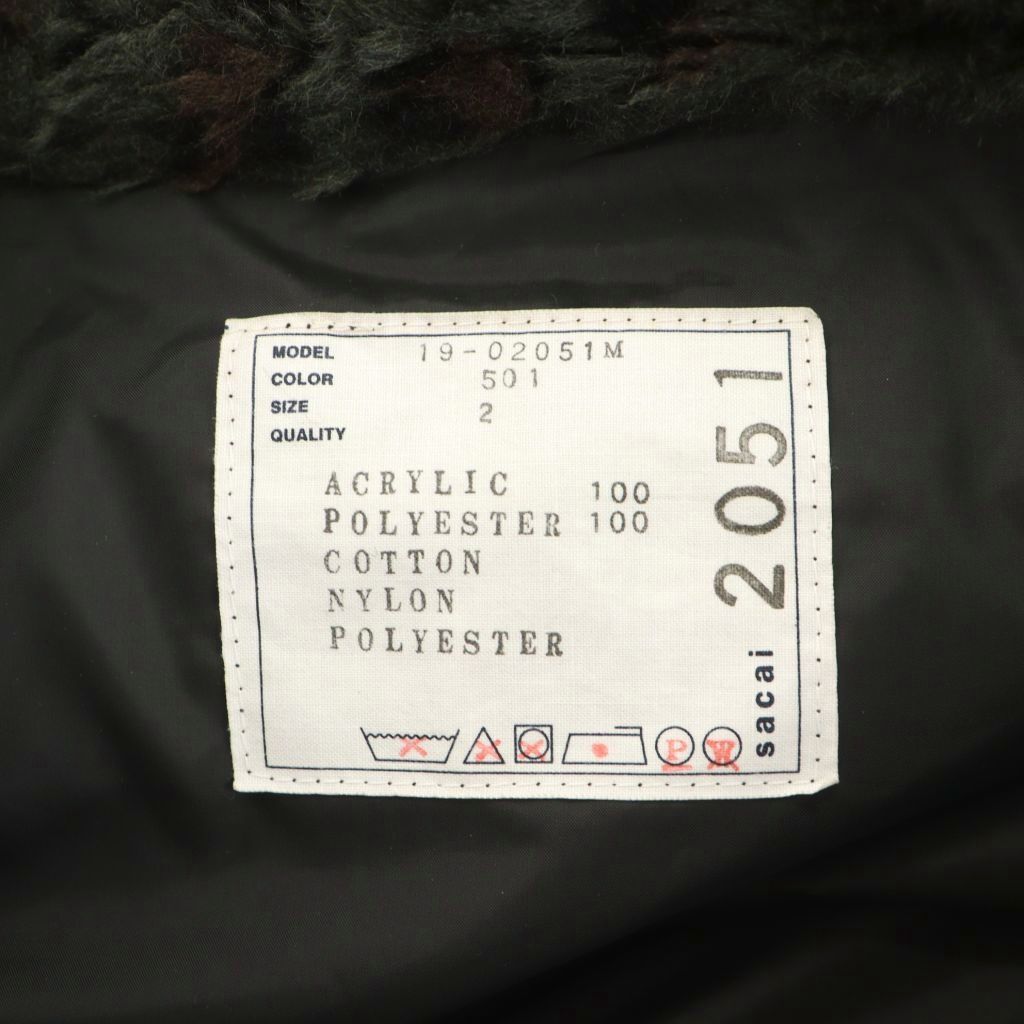 MODEL 19-02051M
COLOR 501
SIZE 2
QUALITY
ACRYLIC 100
POLYESTER 100
COTTON
NYLON
POLYESTER
P W
sacai 2051